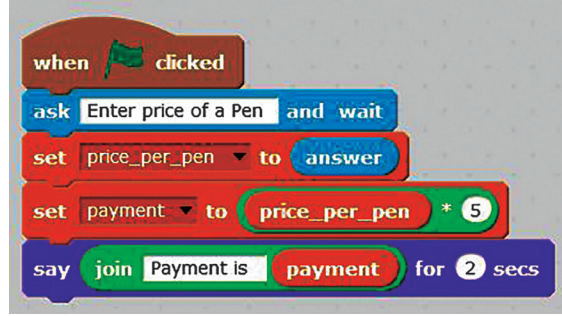 when clicked
ask Enter price of a Pen and wait
set price_per_pen to answer
set payment to price_per_pen * 5
say join Payment is payment for 2 secs